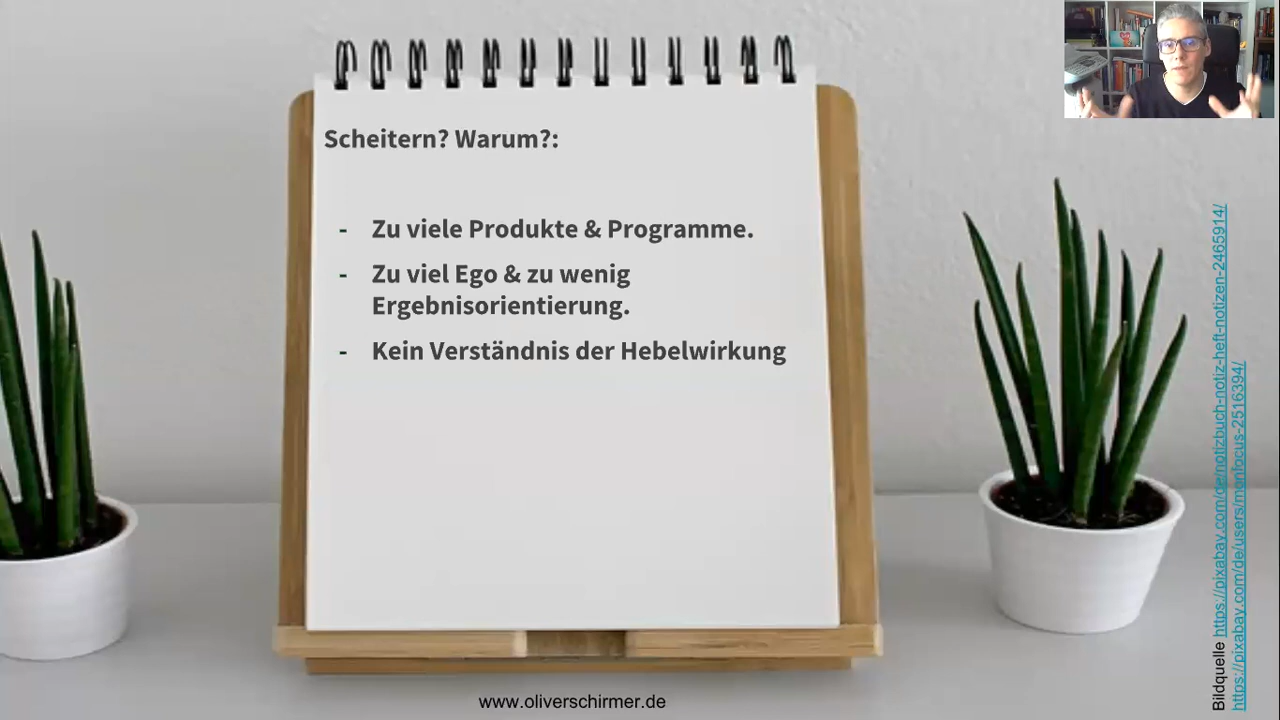 Scheitern? Warum?:
- Zu viele Produkte & Programme.
- Zu viel Ego & zu wenig
Ergebnisorientierung.
- Kein Verständnis der Hebelwirkung
www.oliverschirmer.de
Bildquelle https://pixabay.com/de/notizbuch-notiz-heft-notizen-2465914/
https://pixabay.com/de/users/monfocus-2516394/